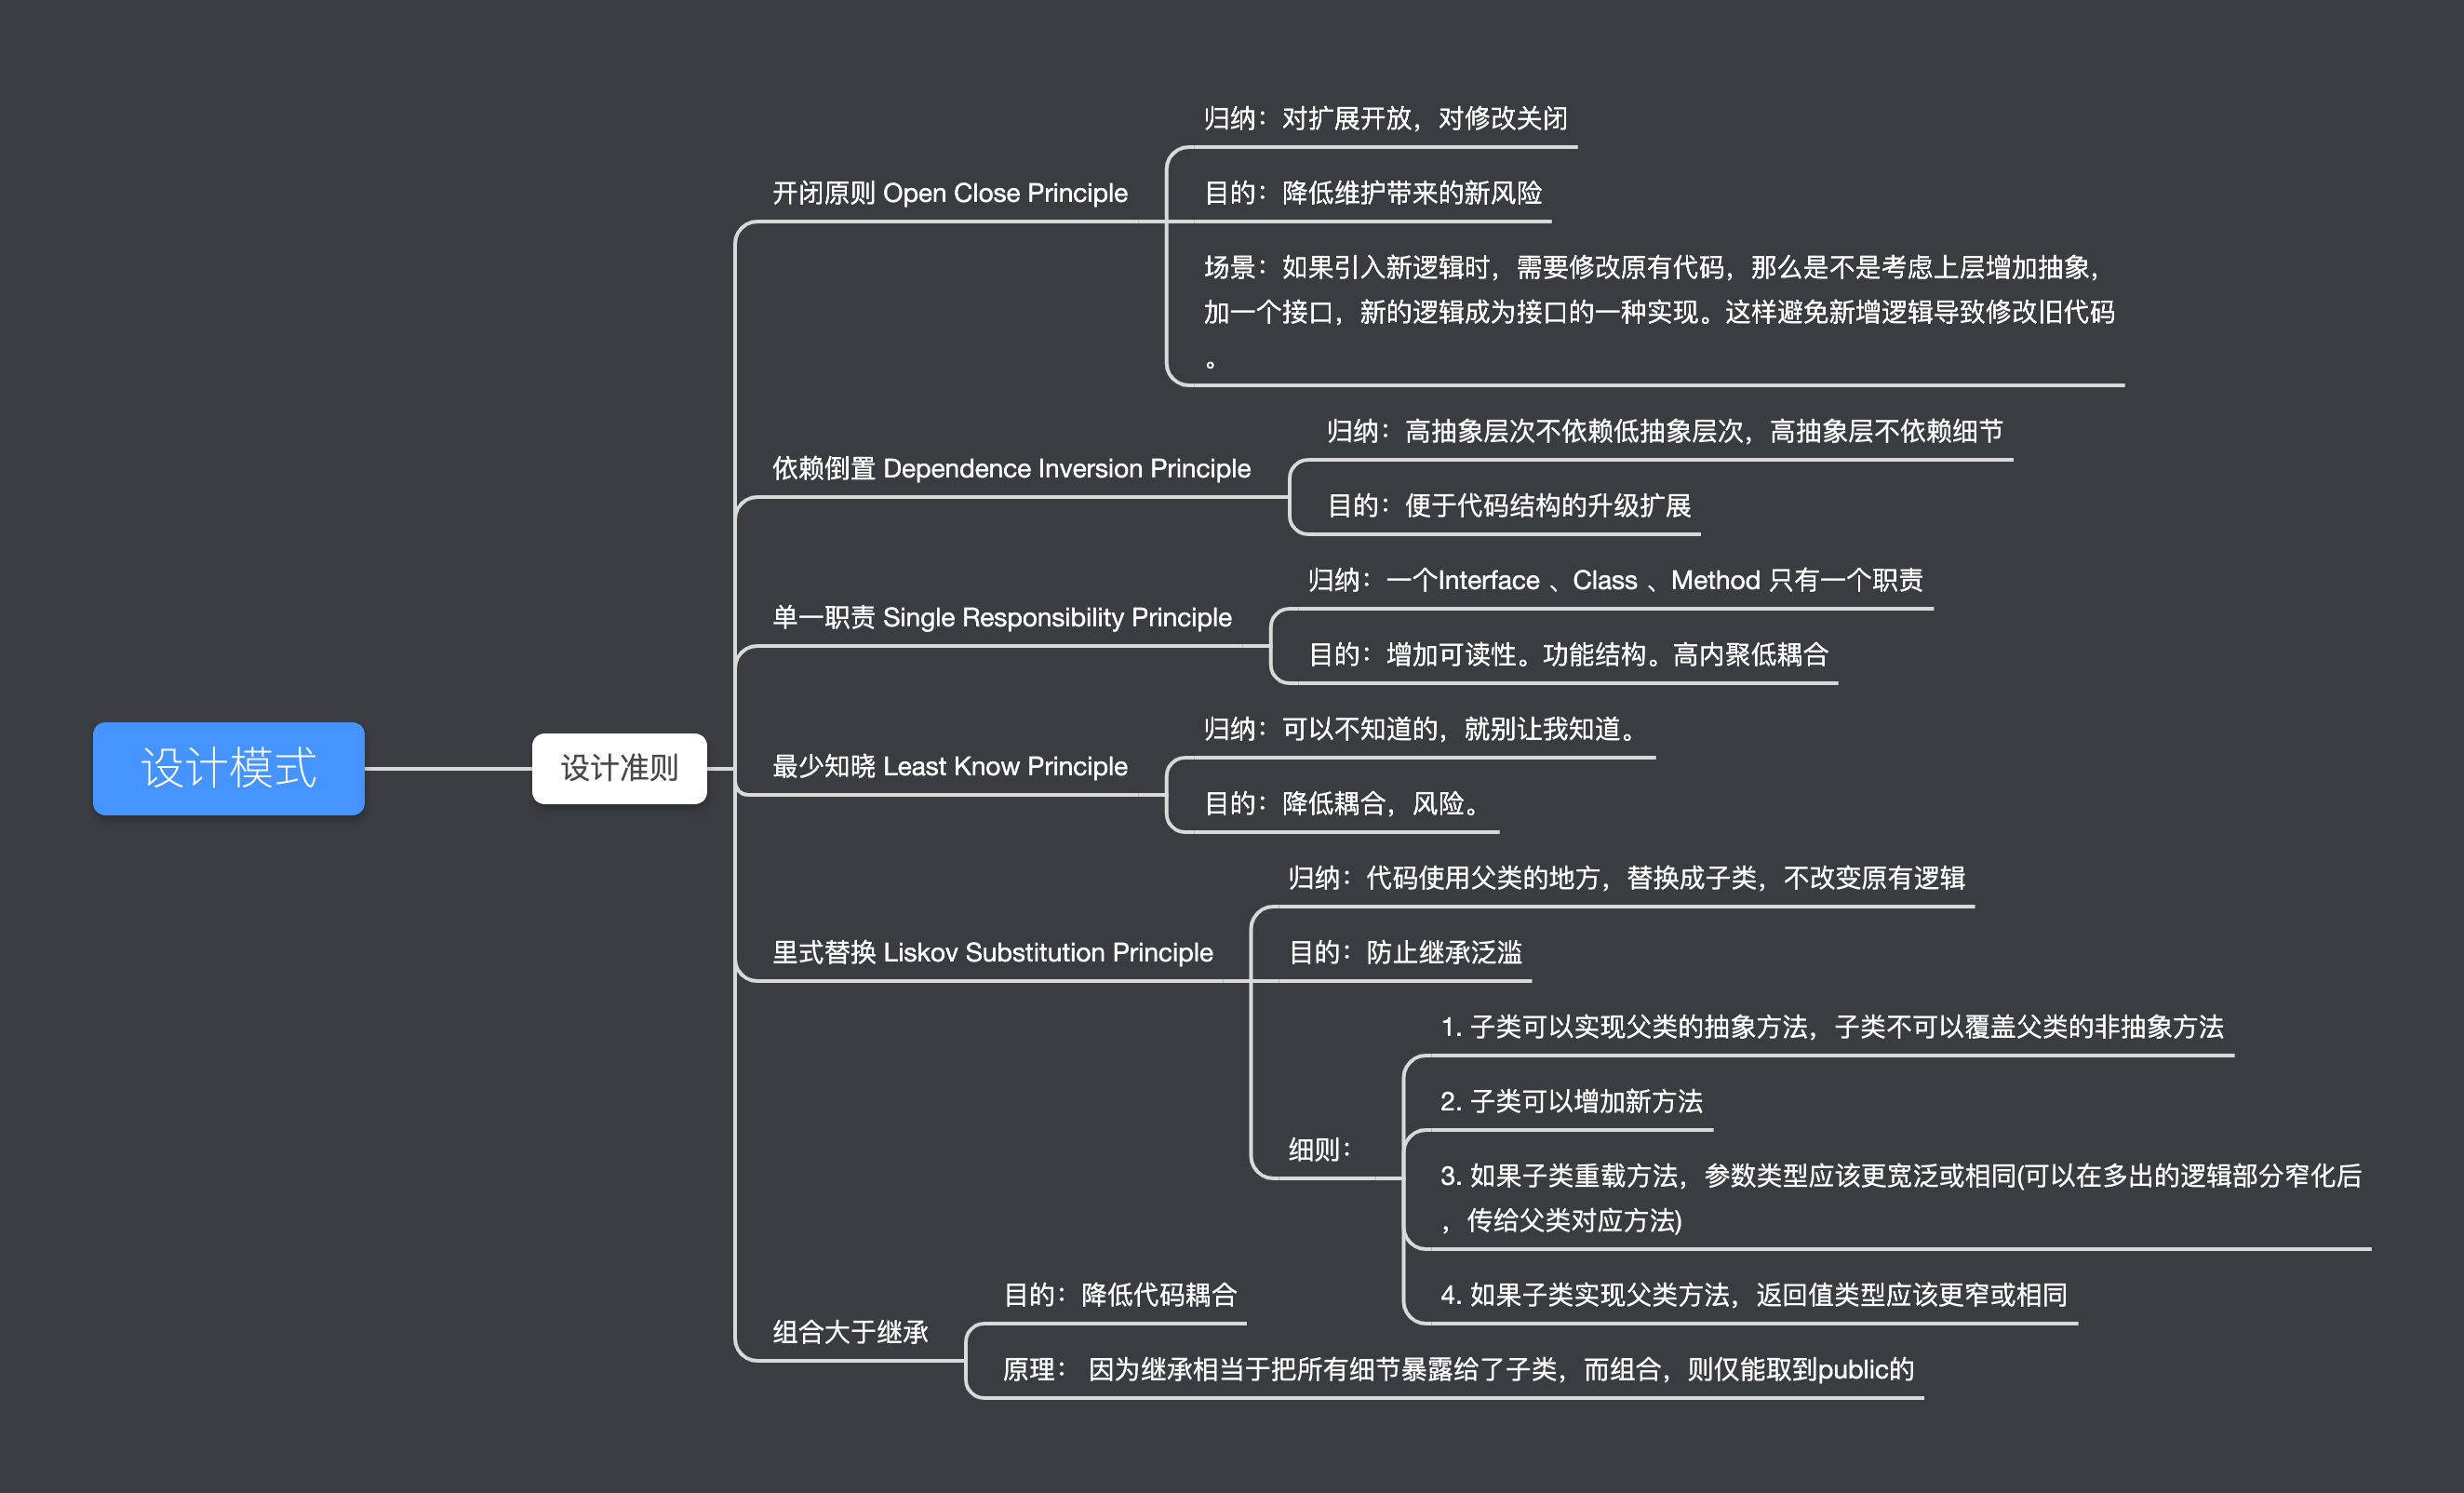 设计模式
设计准则
开闭原则 Open Close Principle
归纳：对扩展开放，对修改关闭
目的：降低维护带来的新风险
场景：如果引入新逻辑时，需要修改原有代码，那么是不是考虑上层增加抽象，
加一个接口，新的逻辑成为接口的一种实现。这样避免新增逻辑导致修改旧代码
。
依赖倒置 Dependence Inversion Principle
归纳：高抽象层次不依赖低抽象层次，高抽象层不依赖细节
目的：便于代码结构的升级扩展
单一职责 Single Responsibility Principle
归纳：一个Interface 、Class 、Method 只有一个职责
目的：增加可读性。功能结构。高内聚低耦合
最少知晓 Least Know Principle
归纳：可以不知道的，就别让我知道。
目的：降低耦合，风险。
里式替换 Liskov Substitution Principle
归纳：代码使用父类的地方，替换成子类，不改变原有逻辑
目的：防止继承泛滥
细则：
1. 子类可以实现父类的抽象方法，子类不可以覆盖父类的非抽象方法
2. 子类可以增加新方法
3. 如果子类重载方法，参数类型应该更宽泛或相同(可以在多出的逻辑部分窄化后
，传给父类对应方法)
4. 如果子类实现父类方法，返回值类型应该更窄或相同
组合大于继承
目的：降低代码耦合
原理： 因为继承相当于把所有细节暴露给了子类，而组合，则仅能取到public的